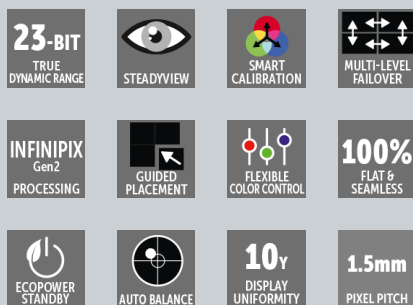 23-BIT
TRUE
DYNAMIC RANGE
STEADYVIEW
SMART
CALIBRATION
MULTI-LEVEL
FAILOVER
INFINIPIX
Gen2
PROCESSING
GUIDED
PLACEMENT
FLEXIBLE
COLOR CONTROL
100%
FLAT &
SEAMLESS
ECOPOWER
STANDBY
AUTO BALANCE
10Y
DISPLAY
UNIFORMITY
1.5mm
PIXEL PITCH